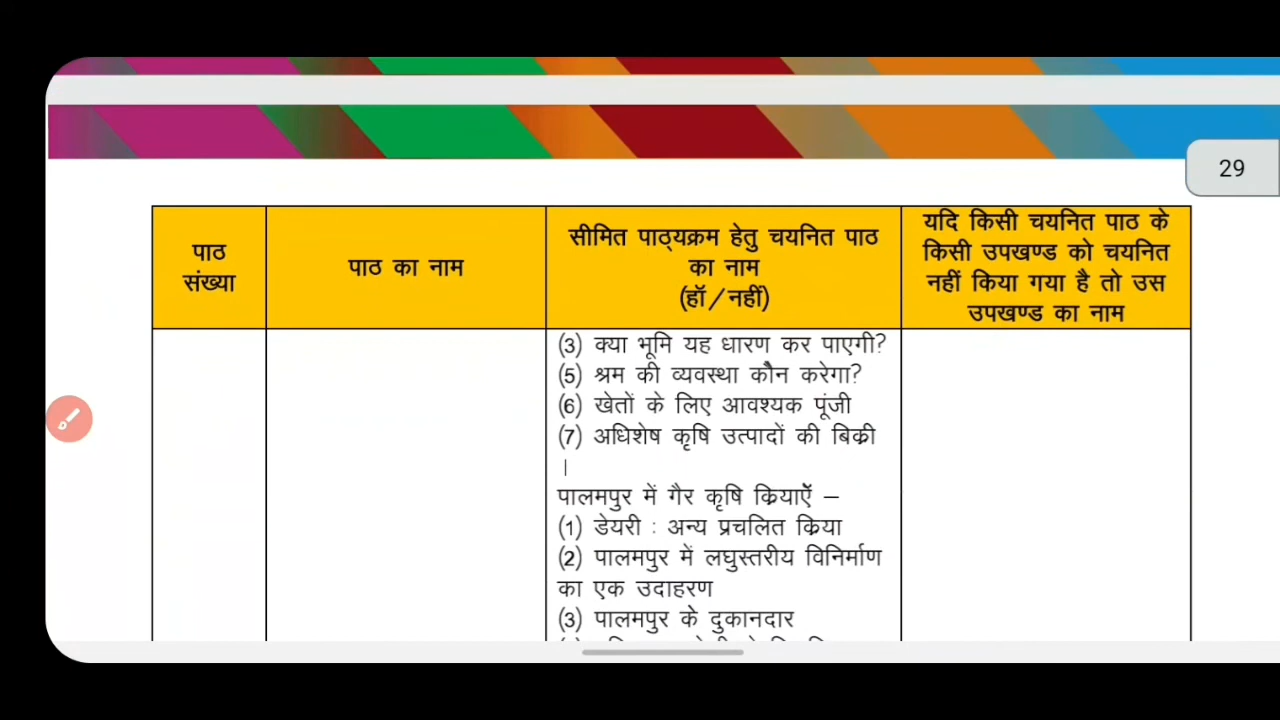 29
पाठ
संख्या
पाठ का नाम
सीमित पाठ्यक्रम हेतु चयनित पाठ
का नाम
(हॉ/नहीं)
यदि किसी चयनित पाठ के
किसी उपखण्ड को चयनित
नहीं किया गया है तो उस
उपखण्ड का नाम
(3) क्या भूमि यह धारण कर पाएगी?
(5) श्रम की व्यवस्था कौन करेगा?
(6) खेतों के लिए आवश्यक पूंजी
(7) अधिशेष कृषि उत्पादों की बिक्री
।
पालमपुर में गैर कृषि क्रियाऍं –
(1) डेयरी : अन्य प्रचलित क्रिया
(2) पालमपुर में लघुस्तरीय विनिर्माण
का एक उदाहरण
(3) पालमपुर के दुकानदार